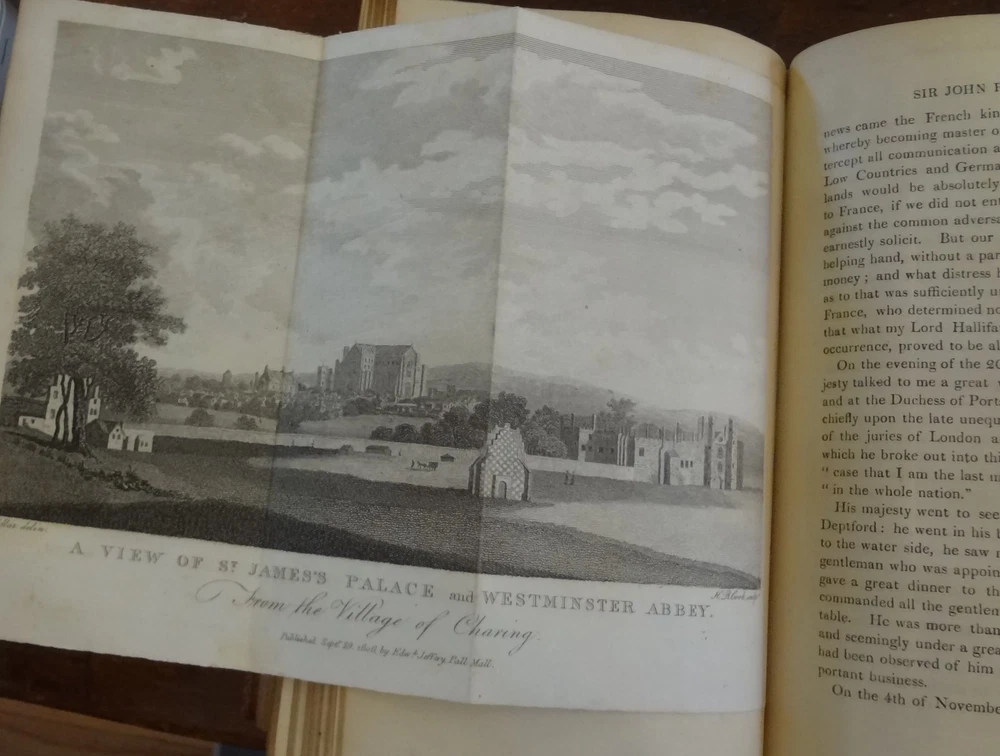 delin.
A VIEW OF ST. JAMES'S PALACE and WESTMINSTER ABBEY.
From the Village of Charing.
Published Sept. 29. by Edwd. Jeffery, Pall Mall.
SIR JOHN R
news came the French kin
whereby becoming master o
tercept all communication a
Low Countries and Germa
lands would be absolutely
to France, if we did not ent
against the common adversa
earnestly solicit. But our
helping hand, without a par
money; and what distress h
as to that was sufficiently u
France, who determined no
that what my Lord Hallifa
occurrence, proved to be al
On the evening of the 20
jesty talked to me a great
and at the Duchess of Ports
chiefly upon the late unequ
of the juries of London a
which he broke out into thi
" case that I am the last m
" in the whole nation."
His majesty went to see
Deptford: he went in his b
to the water side, he saw
gentleman who was appoin
gave a great dinner to th
commanded all the gentlem
table. He was more than
and seemingly under a grea
had been observed of him
portant business.
On the 4th of Novembe